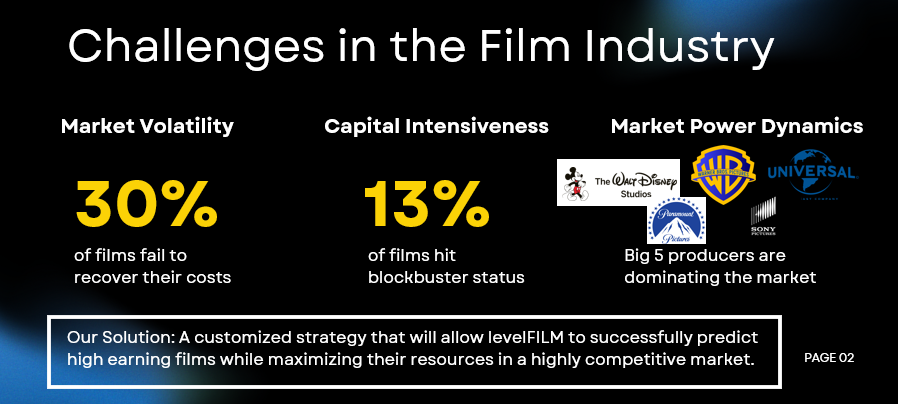 Challenges in the Film Industry
Market Volatility
30%
of films fail to
recover their costs
Capital Intensiveness
13%
of films hit
blockbuster status
Market Power Dynamics
The Walt Disney
Studios
WB
UNIVERSAL
Paramount
Pictures
SONY
PICTURES
Big 5 producers are
dominating the market
Our Solution: A customized strategy that will allow levelFILM to successfully predict
high earning films while maximizing their resources in a highly competitive market.
PAGE 02